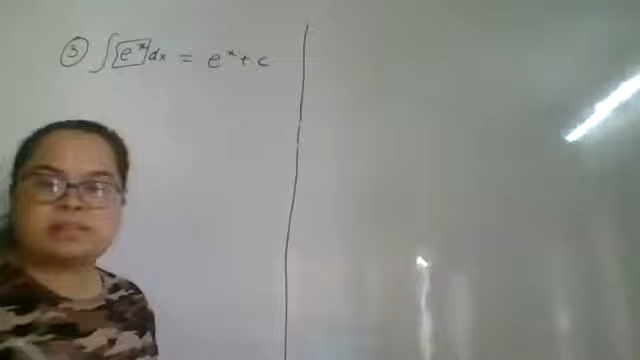 ③ ∫ e^x dx = e^x + c